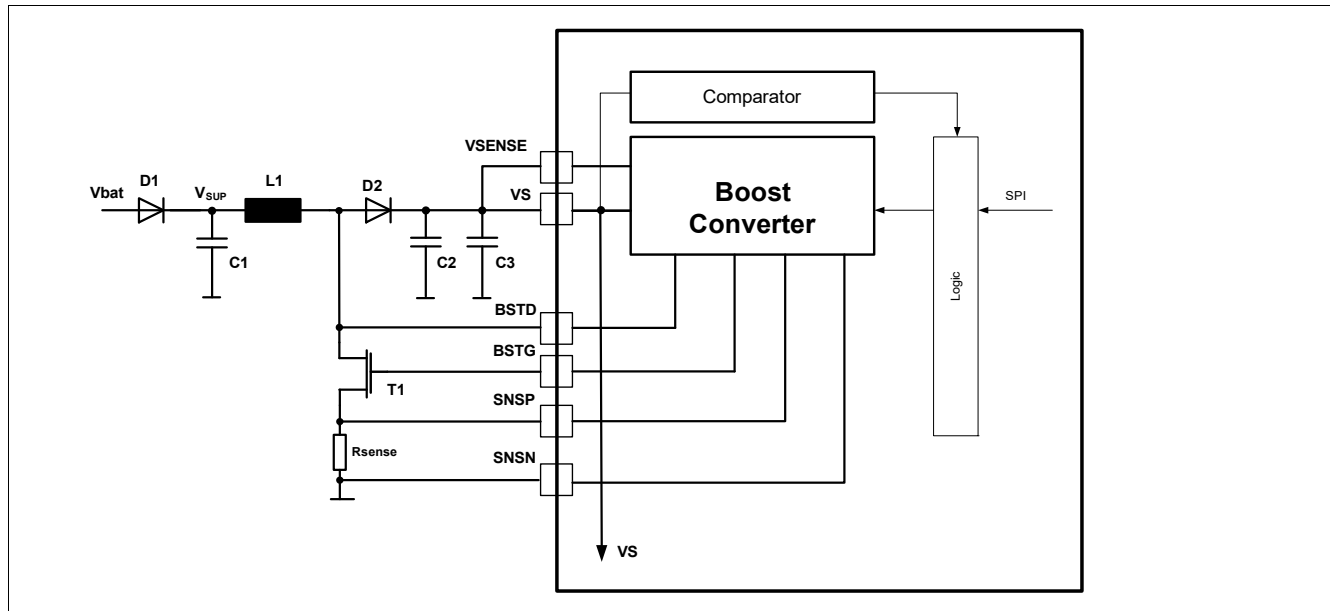 Comparator
VSENSE
Vbat
D1
VSUP
L1
D2
VS
Boost
Converter
SPI
C1
C2
C3
Logic
BSTD
BSTG
T1
SNSP
Rsense
SNSN
VS